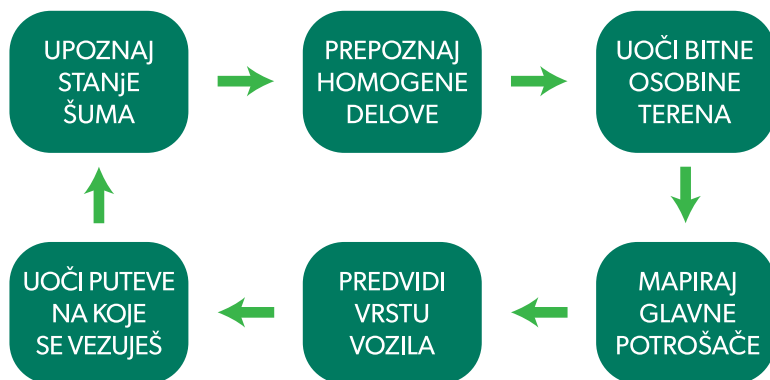 UPOZNAJ
STANjE
ŠUMA
PREPOZNAJ
HOMOGENE
DELOVE
UOČI BITNE
OSOBINE
TERENA
MAPIRAJ
GLAVNE
POTROŠAČE
PREDVIDI
VRSTU
VOZILA
UOČI PUTEVE
NA KOJE
SE VEZUJEŠ